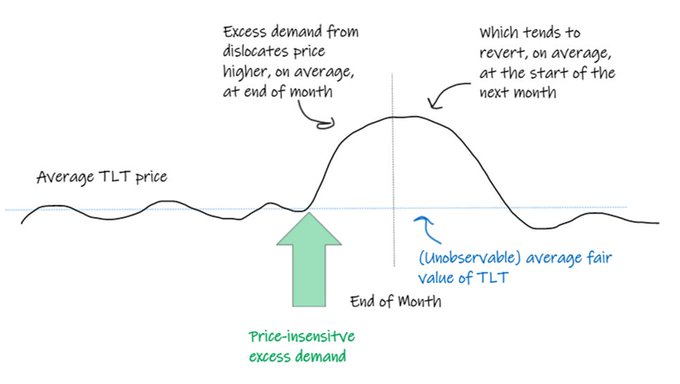 Excess demand from
dislocates price
higher, on average,
at end of month
Which tends to
revert, on average,
at the start of the
next month
Average TLT price
(Unobservable) average fair
value of TLT
End of Month
Price-insensitve
excess demand